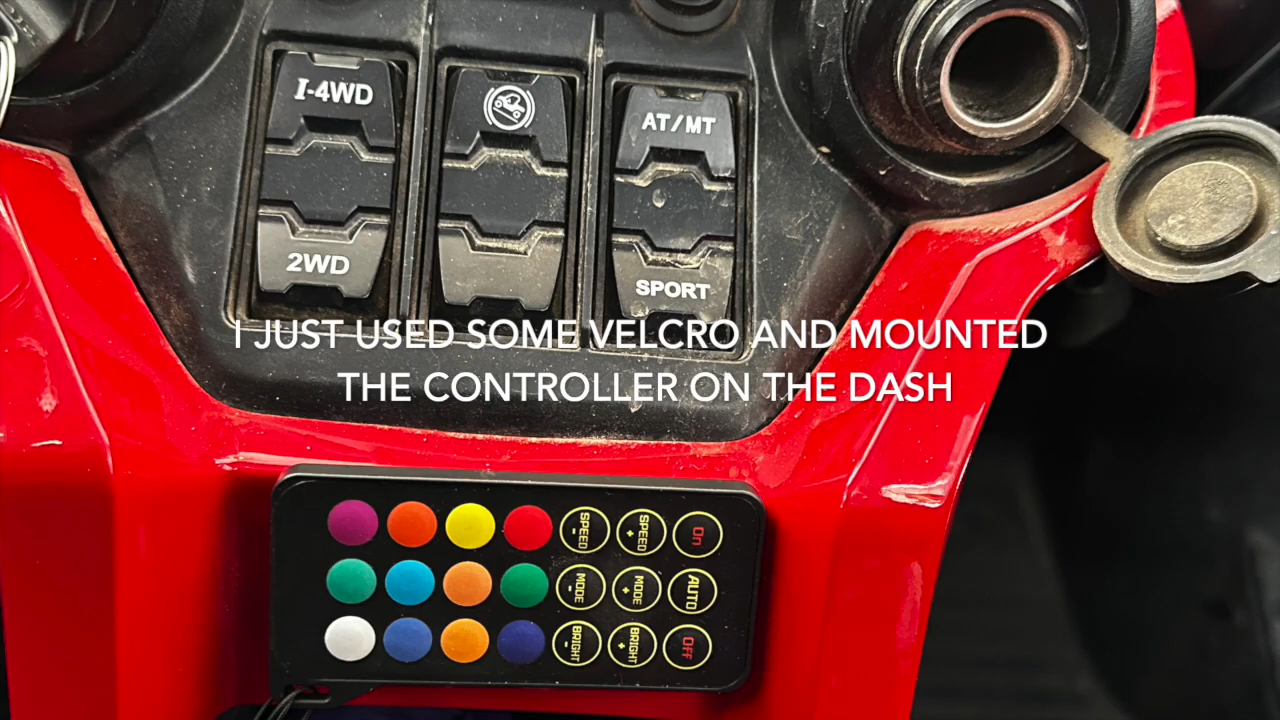 I-4WD
AT/MT
2WD
SPORT
I JUST USED SOME VELCRO AND MOUNTED
THE CONTROLLER ON THE DASH
SPEED -
SPEED +
On
MODE -
MODE +
AUTO
BRIGHT -
BRIGHT +
Off